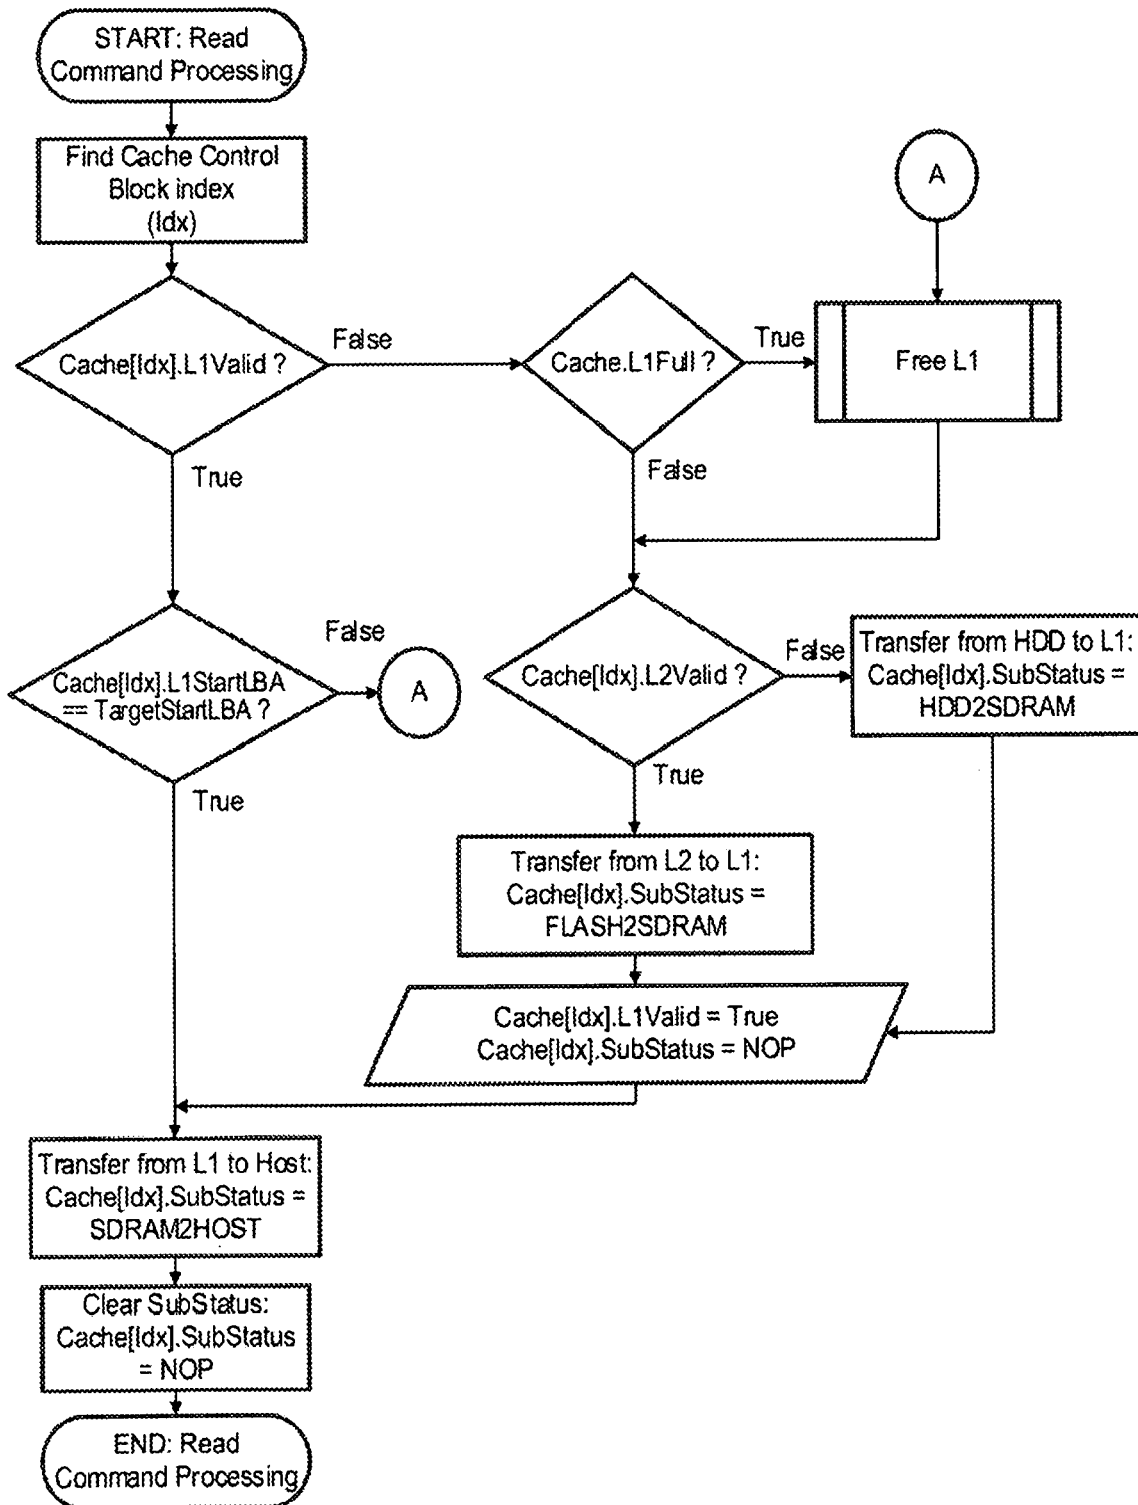 START: Read
Command Processing
Find Cache Control
Block index
(Idx)
A
Cache[Idx].L1Valid ?
False
Cache.L1Full ?
True
Free L1
True
False
Cache[Idx].L1StartLBA
== TargetStartLBA ?
False
A
Cache[Idx].L2Valid ?
False
Transfer from HDD to L1:
Cache[Idx].SubStatus =
HDD2SDRAM
True
True
Transfer from L2 to L1:
Cache[Idx].SubStatus =
FLASH2SDRAM
Cache[Idx].L1Valid = True
Cache[Idx].SubStatus = NOP
Transfer from L1 to Host:
Cache[Idx].SubStatus =
SDRAM2HOST
Clear SubStatus:
Cache[Idx].SubStatus
= NOP
END: Read
Command Processing